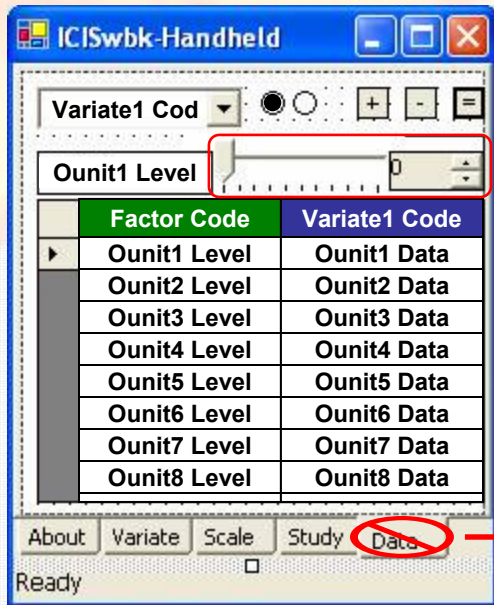 ICISwbk-Handheld
Variate1 Cod + - =
Ounit1 Level 0
Factor Code Variate1 Code
Ounit1 Level Ounit1 Data
Ounit2 Level Ounit2 Data
Ounit3 Level Ounit3 Data
Ounit4 Level Ounit4 Data
Ounit5 Level Ounit5 Data
Ounit6 Level Ounit6 Data
Ounit7 Level Ounit7 Data
Ounit8 Level Ounit8 Data
About Variate Scale Study Data
Ready